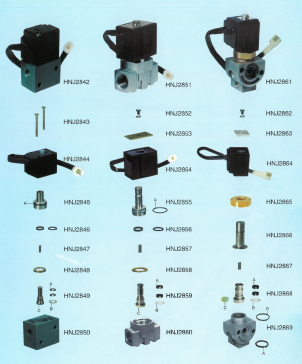 HNJ2842
HNJ2851
HNJ2861
HNJ2843
HNJ2852
HNJ2862
HNJ2853
HNJ2863
HNJ2844
HNJ2854
HNJ2864
A
HNJ2845
HNJ2855
A
HNJ2865
HNJ2846
HNJ2856
HNJ2866
HNJ2847
HNJ2857
HNJ2867
HNJ2848
HNJ2858
A
HNJ2849
B
C
A
HNJ2859
B
C
A
HNJ2868
B
C
HNJ2850
HNJ2860
HNJ2869
B
A